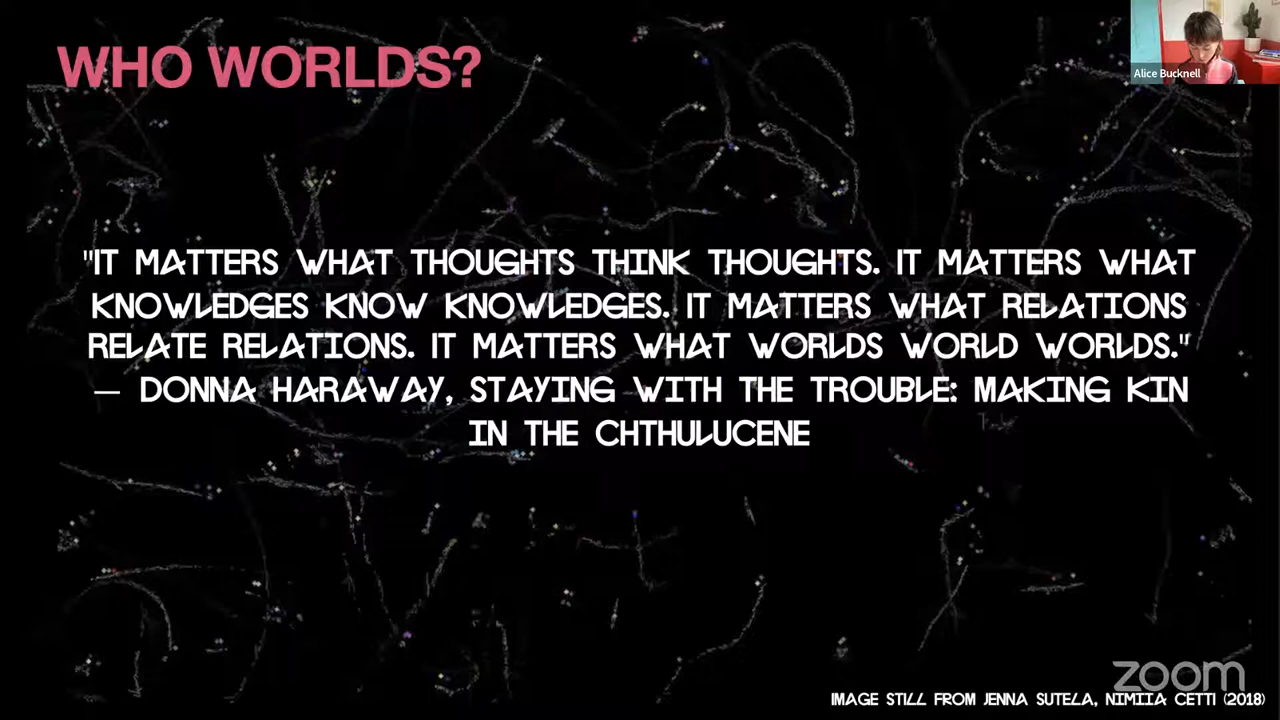 WHO WORLDS?
Alice Bucknell
"IT MATTERS WHAT THOUGHTS THINK THOUGHTS. IT MATTERS WHAT
KNOWLEDGES KNOW KNOWLEDGES. IT MATTERS WHAT RELATIONS
RELATE RELATIONS. IT MATTERS WHAT WORLDS WORLD WORLDS."
— DONNA HARAWAY, STAYING WITH THE TROUBLE: MAKING KIN
IN THE CHTHULUCENE
zoom
IMAGE STILL FROM JENNA SUTELA, NIMIIA CETTI (2018)